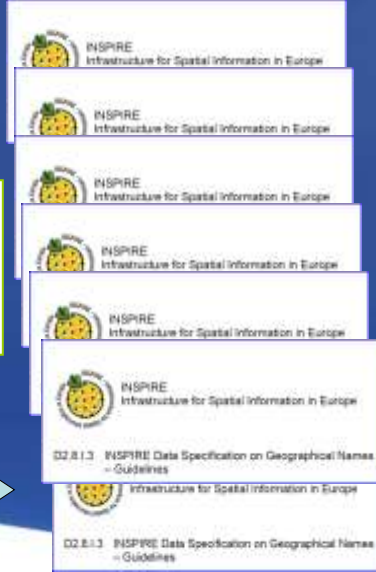 INSPIRE
Infrastructure for Spatial Information in Europe
INSPIRE
Infrastructure for Spatial Information in Europe
INSPIRE
Infrastructure for Spatial Information in Europe
INSPIRE
Infrastructure for Spatial Information in Europe
INSPIRE
Infrastructure for Spatial Information in Europe
INSPIRE
Infrastructure for Spatial Information in Europe
D2.8.I.3 INSPIRE Data Specification on Geographical Names
– Guidelines
Infrastructure for Spatial Information in Europe
D2.8.I.3 INSPIRE Data Specification on Geographical Names
– Guidelines